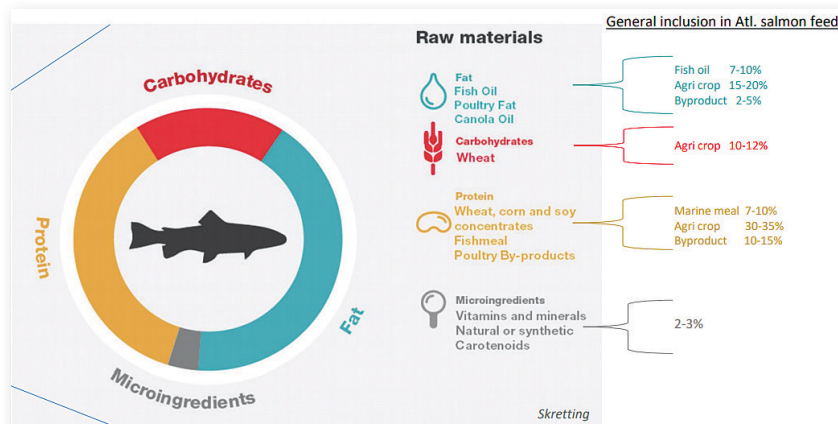 General inclusion in Atl. salmon feed
Raw materials
Carbohydrates
Protein
Fat
Microingredients
Fat
Fish Oil
Poultry Fat
Canola Oil
Fish oil 7-10%
Agri crop 15-20%
Byproduct 2-5%
Carbohydrates
Wheat
Agri crop 10-12%
Protein
Wheat, corn and soy
concentrates
Fishmeal
Poultry By-products
Marine meal 7-10%
Agri crop 30-35%
Byproduct 10-15%
Microingredients
Vitamins and minerals
Natural or synthetic
Carotenoids
2-3%
Skretting